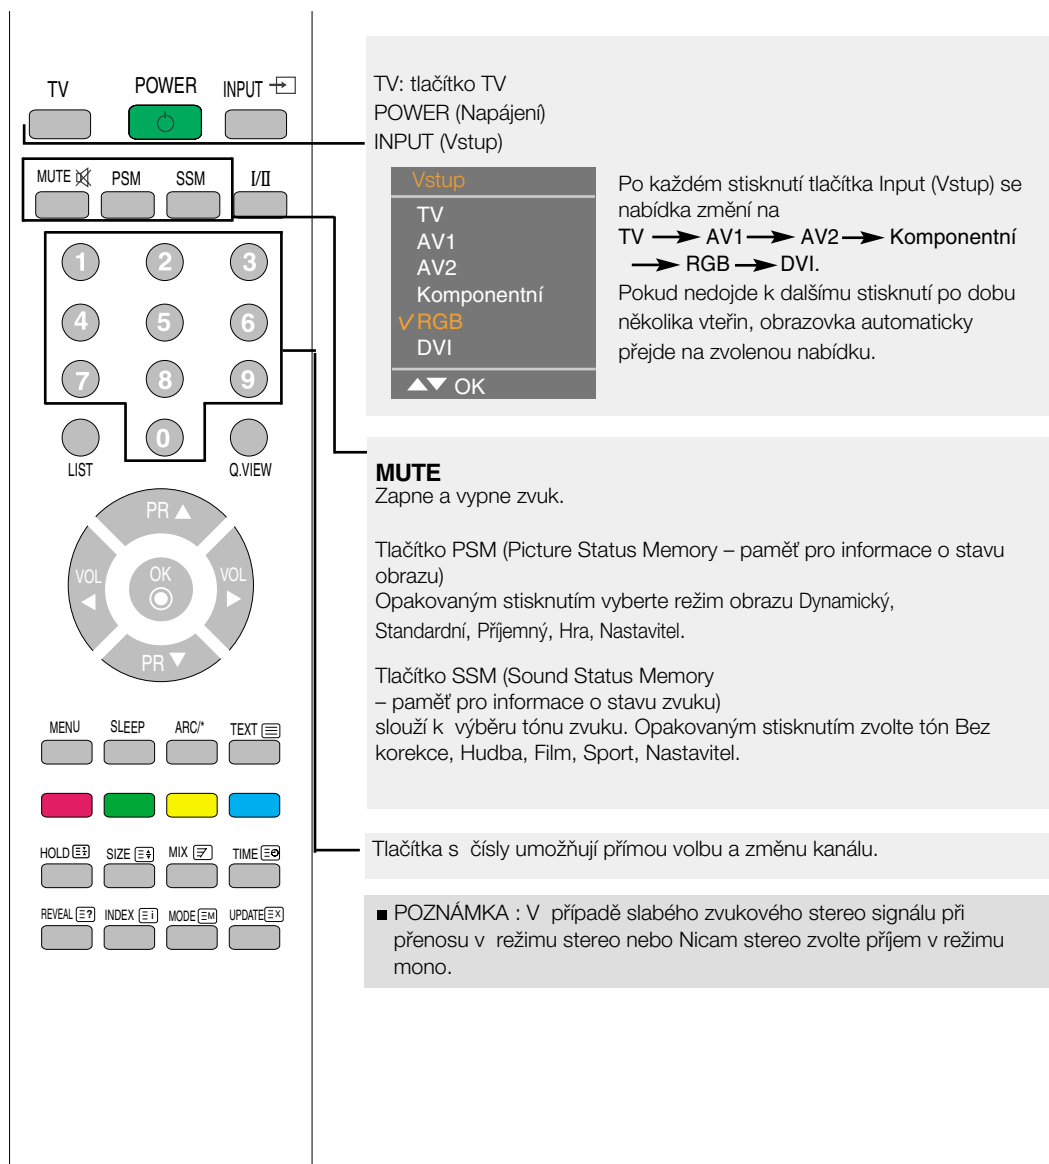 TV POWER INPUT
MUTE PSM SSM I/II
1 2 3
4 5 6
7 8 9
0
LIST Q.VIEW
PR
VOL OK VOL
PR
MENU SLEEP ARC/* TEXT
HOLD SIZE MIX TIME
REVEAL ? INDEX i MODE M UPDATE X
TV: tlačítko TV
POWER (Napájení)
INPUT (Vstup)
Vstup
TV
AV1
AV2
Komponentní
RGB
DVI
OK
Po každém stisknutí tlačítka Input (Vstup) se
nabídka změní na
TV → AV1 → AV2 → Komponentní
→ RGB → DVI.
Pokud nedojde k dalšímu stisknutí po dobu
několika vteřin, obrazovka automaticky
přejde na zvolenou nabídku.
MUTE
Zapne a vypne zvuk.
Tlačítko PSM (Picture Status Memory – paměť pro informace o stavu
obrazu)
Opakovaným stisknutím vyberte režim obrazu Dynamický,
Standardní, Příjemný, Hra, Nastavitel.
Tlačítko SSM (Sound Status Memory
– paměť pro informace o stavu zvuku)
slouží k výběru tónu zvuku. Opakovaným stisknutím zvolte tón Bez
korekce, Hudba, Film, Sport, Nastavitel.
Tlačítka s čísly umožňují přímou volbu a změnu kanálu.
■ POZNÁMKA : V případě slabého zvukového stereo signálu při
přenosu v režimu stereo nebo Nicam stereo zvolte příjem v režimu
mono.